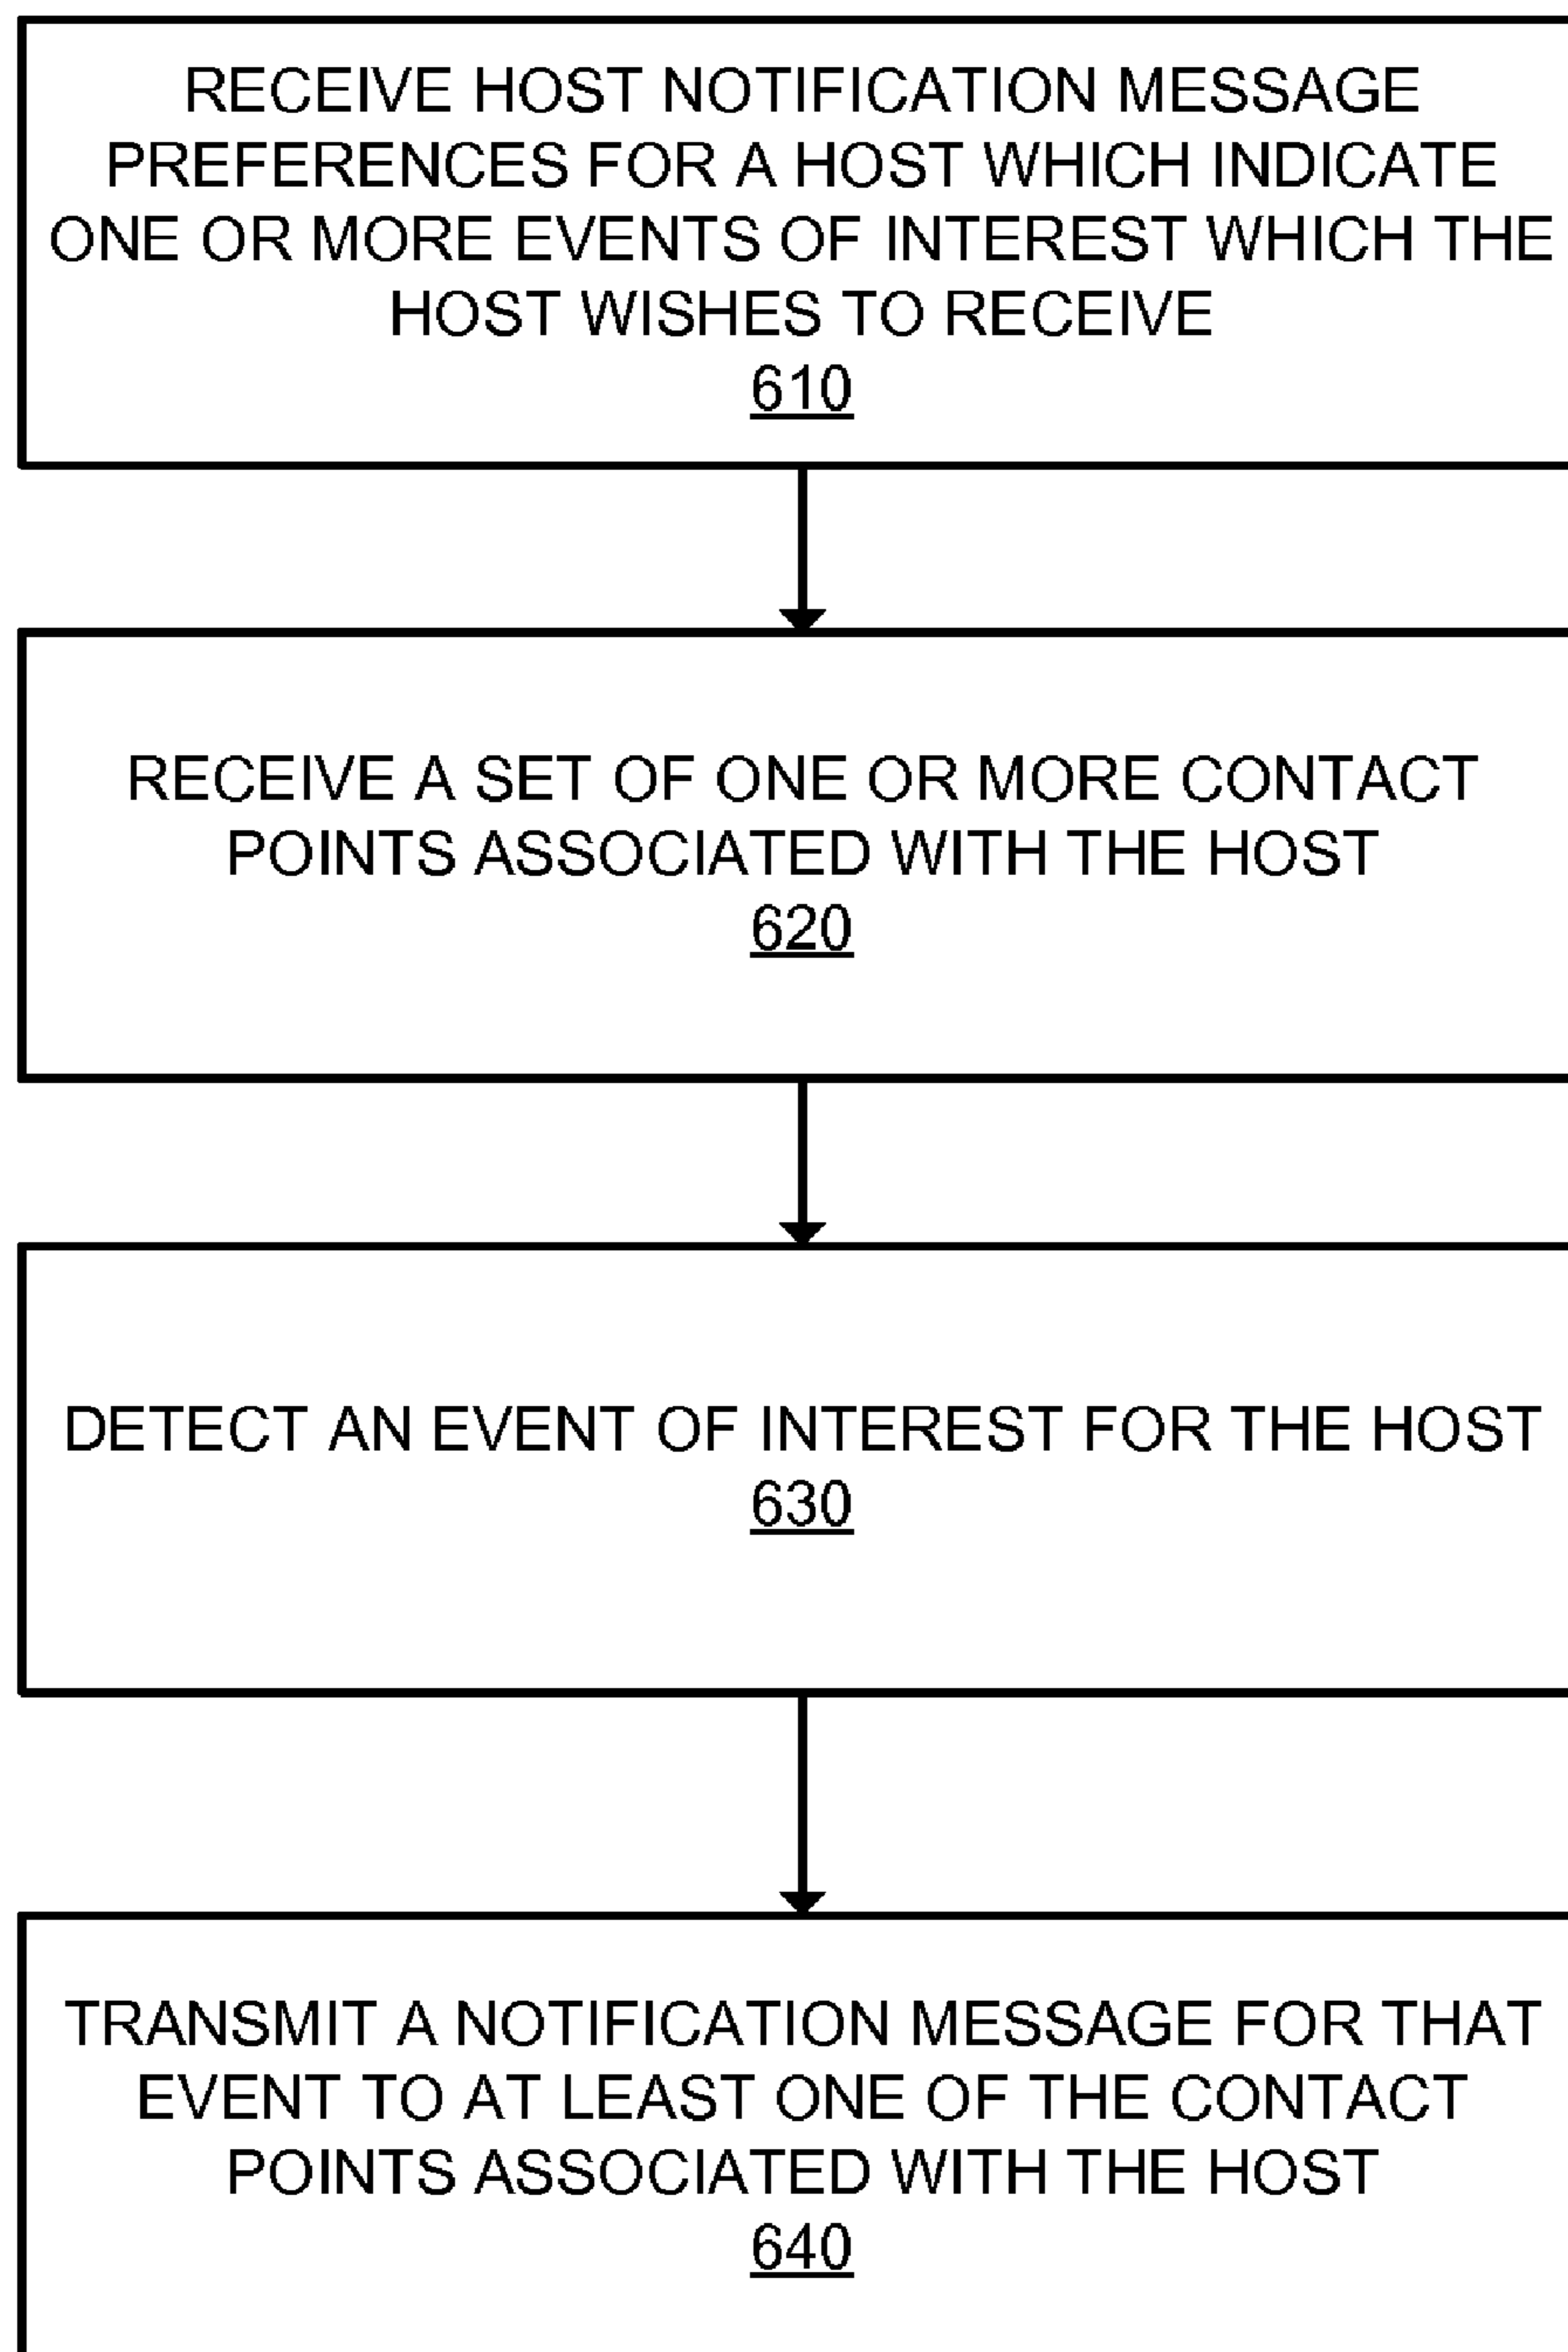 RECEIVE HOST NOTIFICATION MESSAGE
PREFERENCES FOR A HOST WHICH INDICATE
ONE OR MORE EVENTS OF INTEREST WHICH THE
HOST WISHES TO RECEIVE
610
RECEIVE A SET OF ONE OR MORE CONTACT
POINTS ASSOCIATED WITH THE HOST
620
DETECT AN EVENT OF INTEREST FOR THE HOST
630
TRANSMIT A NOTIFICATION MESSAGE FOR THAT
EVENT TO AT LEAST ONE OF THE CONTACT
POINTS ASSOCIATED WITH THE HOST
640